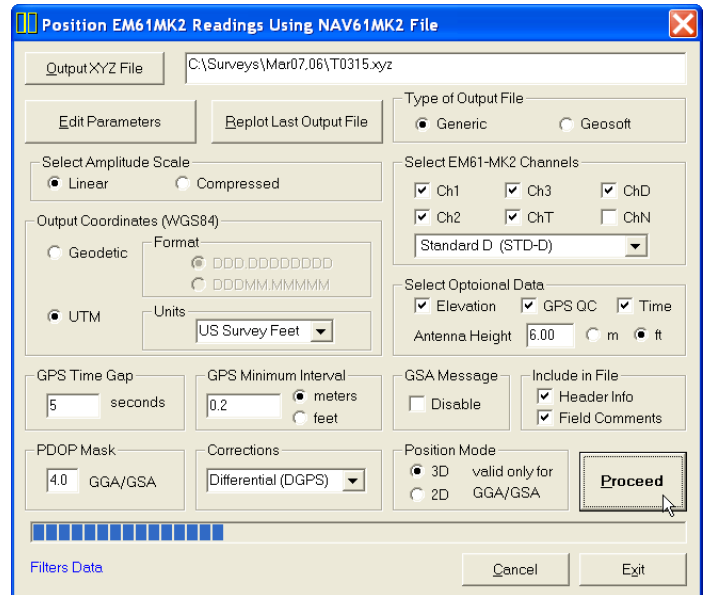 Position EM61MK2 Readings Using NAV61MK2 File
Output XYZ File
C:\Surveys\Mar07,06\T0315.xyz
Edit Parameters
Replot Last Output File
Type of Output File
Generic
Geosoft
Select Amplitude Scale
Linear
Compressed
Select EM61-MK2 Channels
Ch1
Ch3
ChD
Ch2
ChT
ChN
Standard D (STD-D)
Output Coordinates (WGS84)
Geodetic
Format
DDD.DDDDDDDD
DDDMM.MMMMM
UTM
Units
US Survey Feet
Select Optoional Data
Elevation
GPS QC
Time
Antenna Height
6.00
m
ft
GPS Time Gap
5
seconds
GPS Minimum Interval
0.2
meters
feet
GSA Message
Disable
Include in File
Header Info
Field Comments
PDOP Mask
4.0
GGA/GSA
Corrections
Differential (DGPS)
Position Mode
3D
2D
valid only for
GGA/GSA
Proceed
Filters Data
Cancel
Exit